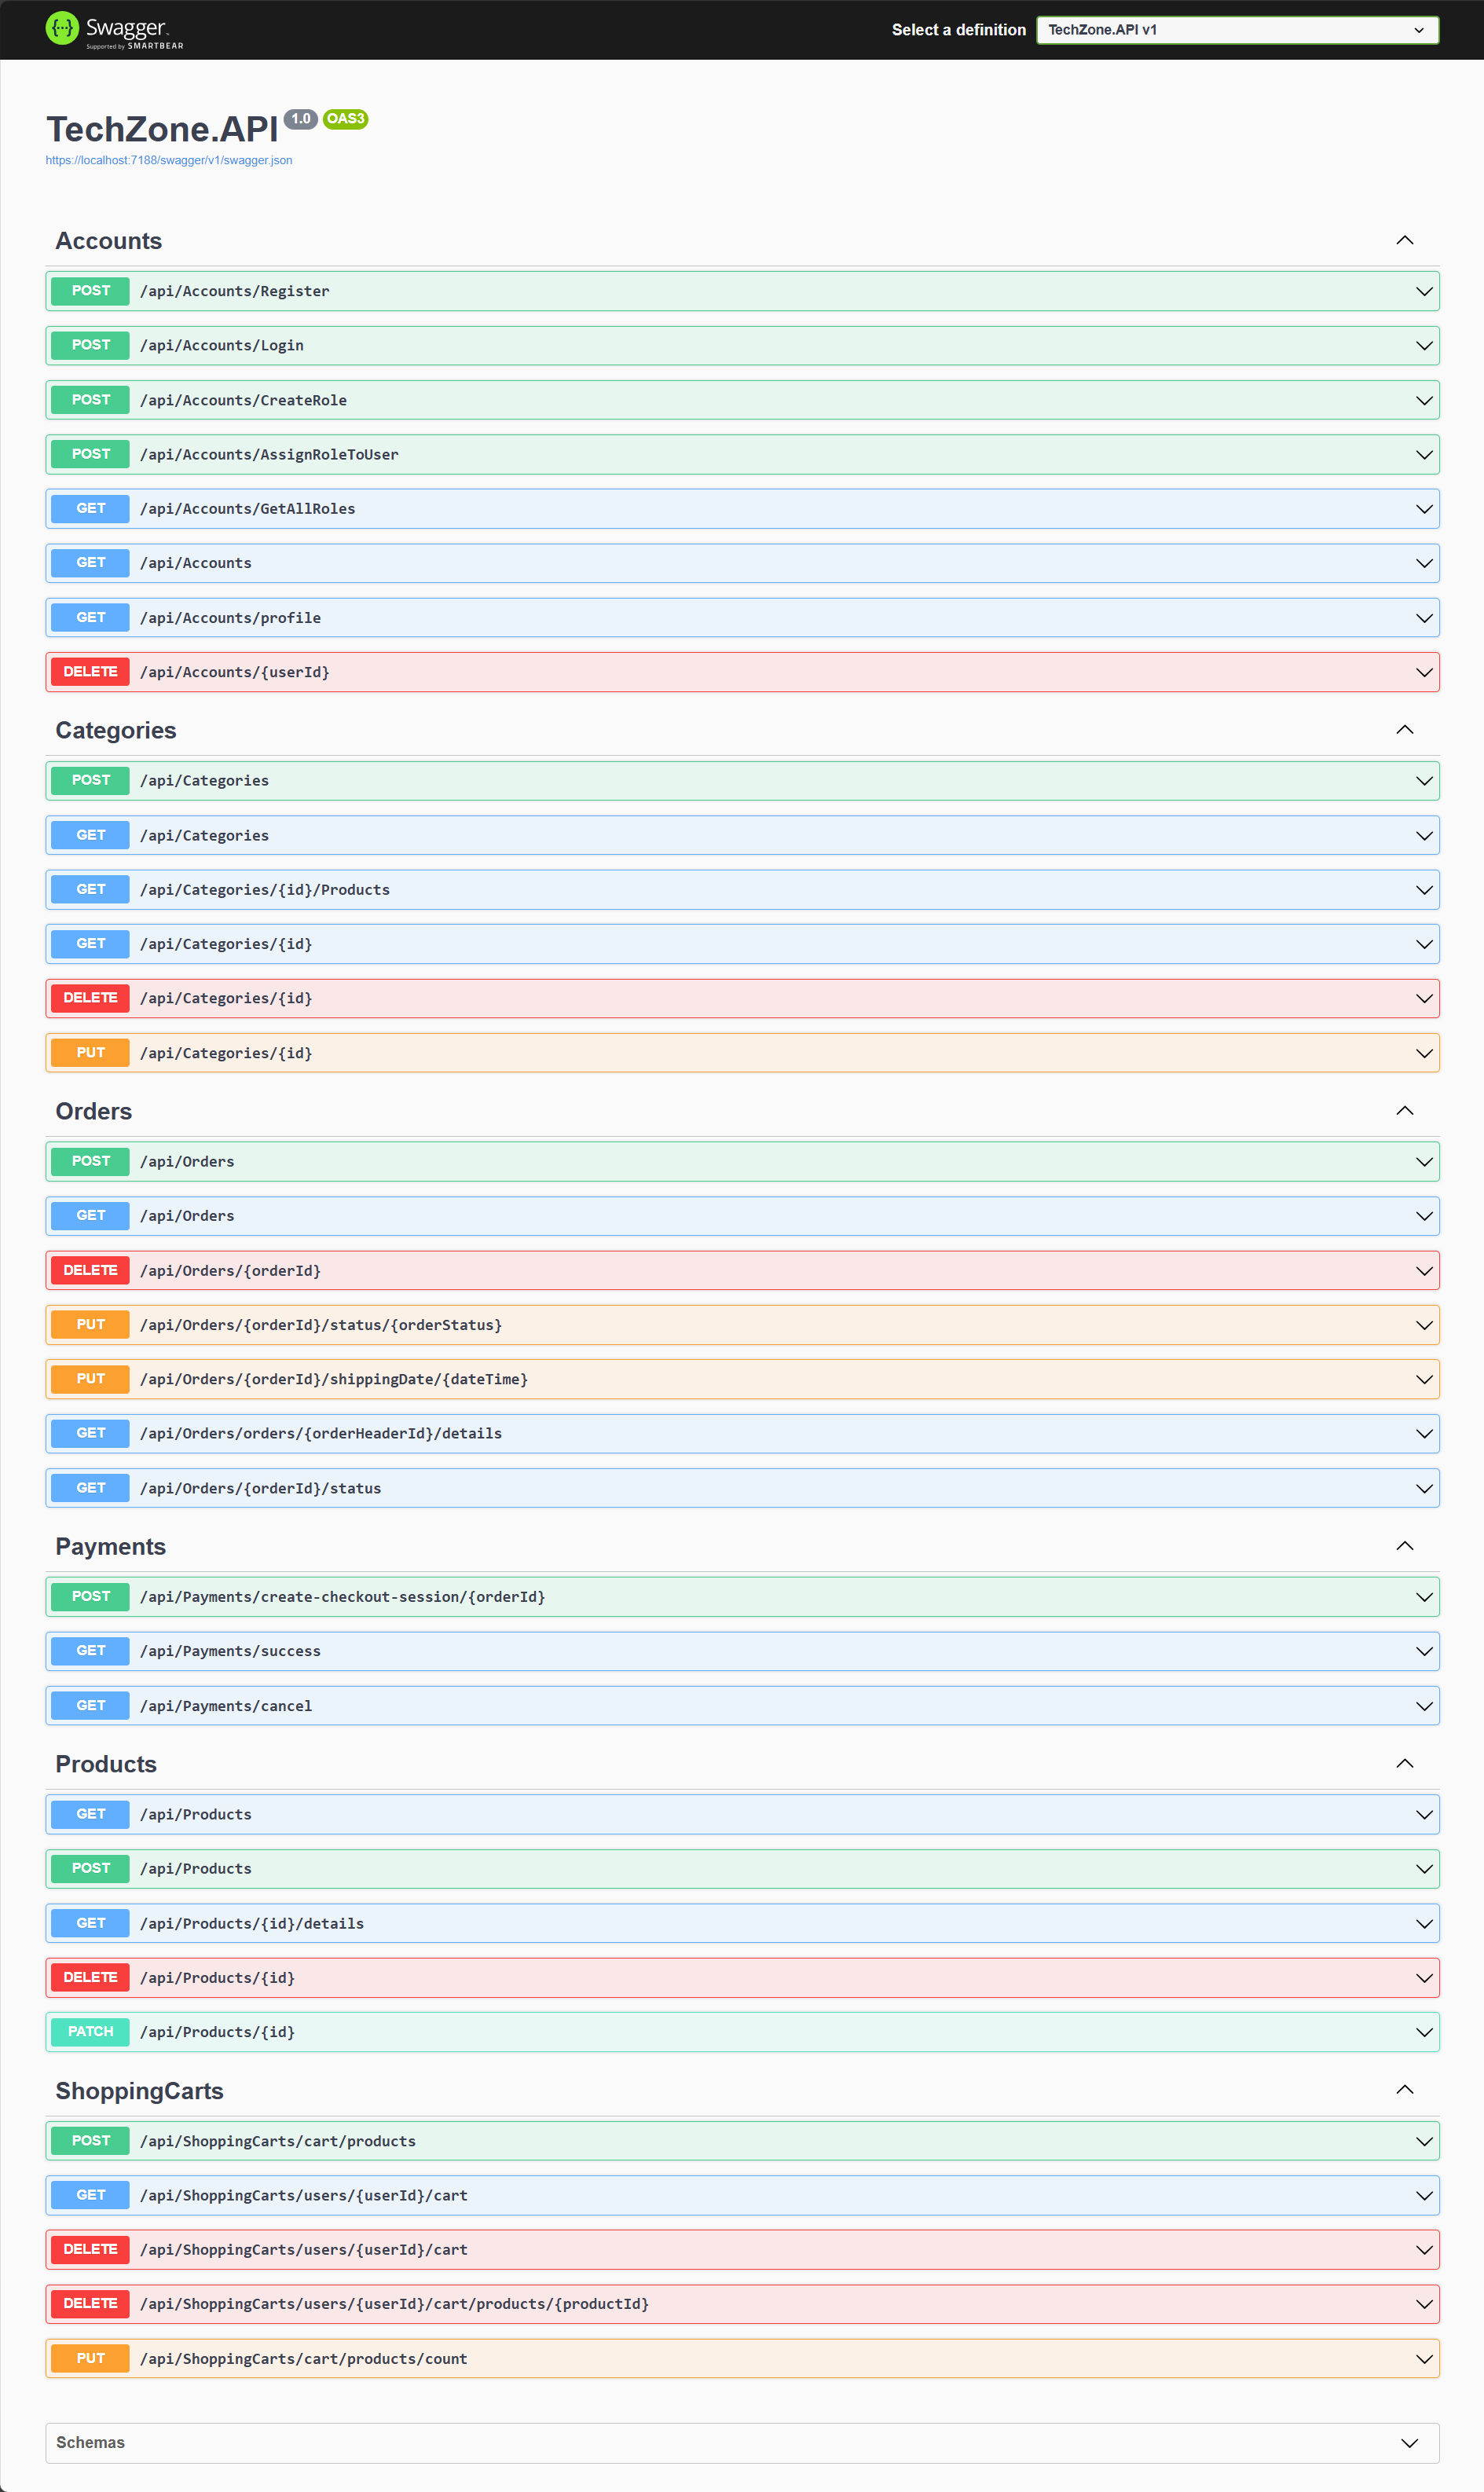 Swagger
Supported by SMARTBEAR
Select a definition
TechZone.API v1
TechZone.API 1.0 OAS3
https://localhost:7188/swagger/v1/swagger.json
Accounts
POST /api/Accounts/Register
POST /api/Accounts/Login
POST /api/Accounts/CreateRole
POST /api/Accounts/AssignRoleToUser
GET /api/Accounts/GetAllRoles
GET /api/Accounts
GET /api/Accounts/profile
DELETE /api/Accounts/{userId}
Categories
POST /api/Categories
GET /api/Categories
GET /api/Categories/{id}/Products
GET /api/Categories/{id}
DELETE /api/Categories/{id}
PUT /api/Categories/{id}
Orders
POST /api/Orders
GET /api/Orders
DELETE /api/Orders/{orderId}
PUT /api/Orders/{orderId}/status/{orderStatus}
PUT /api/Orders/{orderId}/shippingDate/{dateTime}
GET /api/Orders/orders/{orderHeaderId}/details
GET /api/Orders/{orderId}/status
Payments
POST /api/Payments/create-checkout-session/{orderId}
GET /api/Payments/success
GET /api/Payments/cancel
Products
GET /api/Products
POST /api/Products
GET /api/Products/{id}/details
DELETE /api/Products/{id}
PATCH /api/Products/{id}
ShoppingCarts
POST /api/ShoppingCarts/cart/products
GET /api/ShoppingCarts/users/{userId}/cart
DELETE /api/ShoppingCarts/users/{userId}/cart
DELETE /api/ShoppingCarts/users/{userId}/cart/products/{productId}
PUT /api/ShoppingCarts/cart/products/count
Schemas